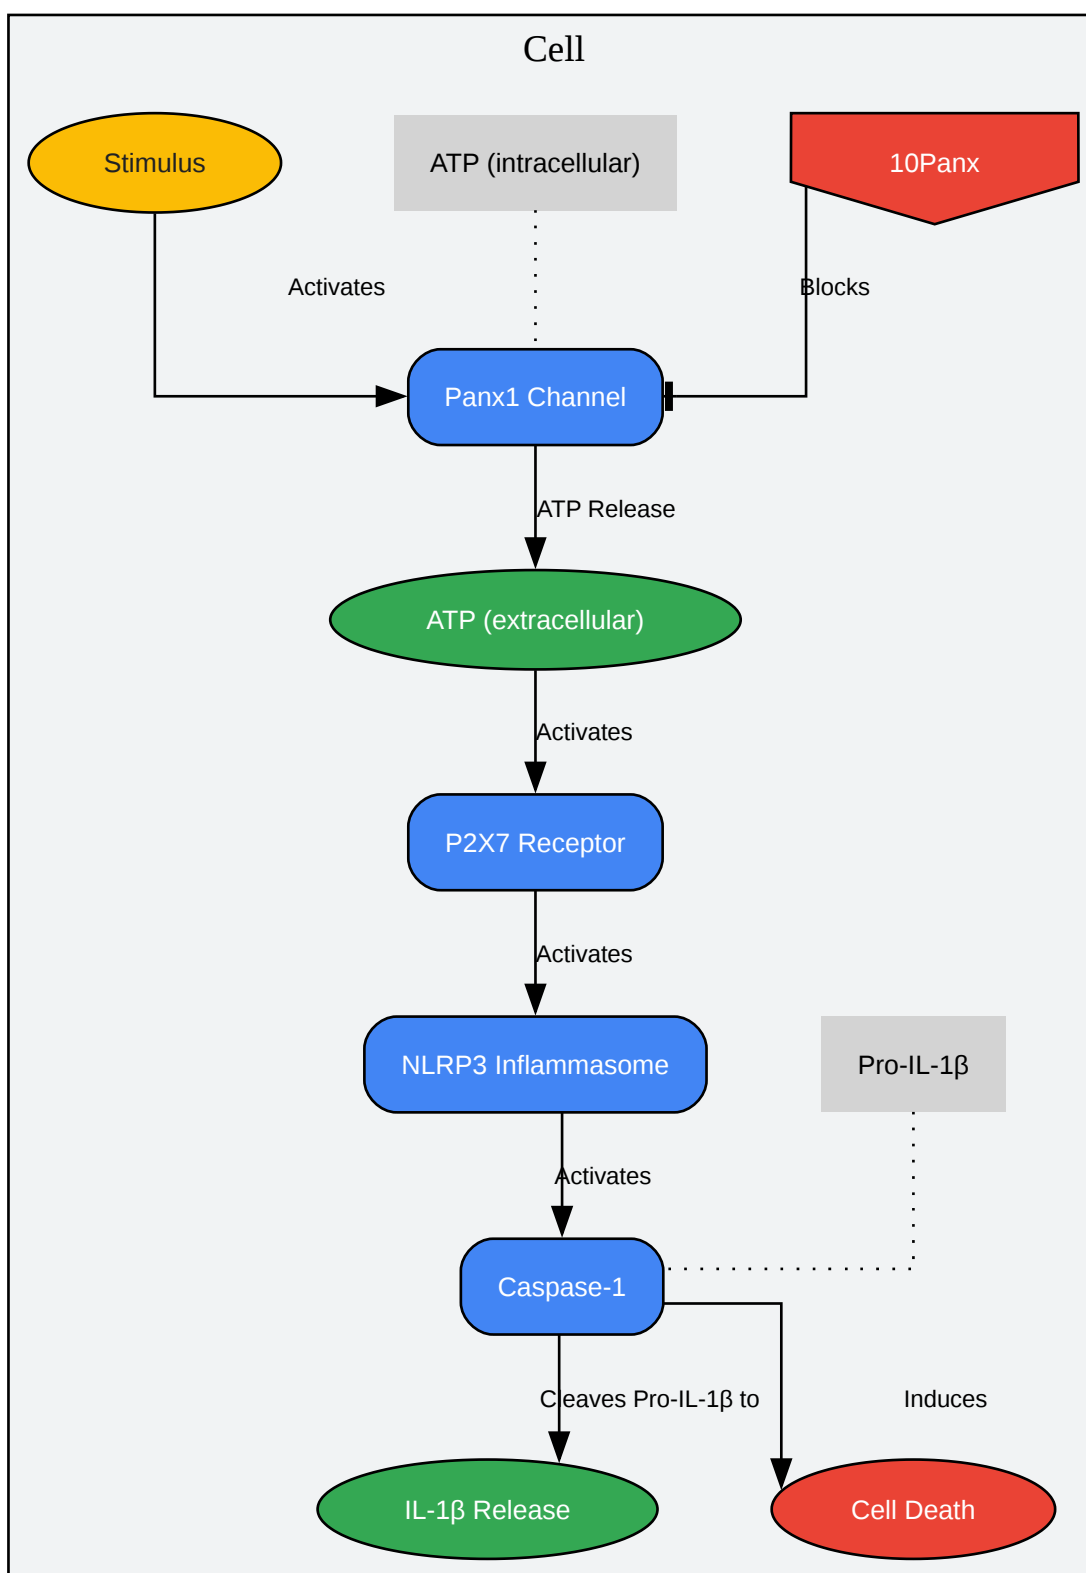 Cell
Stimulus
ATP (intracellular)
10Panx
Activates
Blocks
Panx1 Channel
ATP Release
ATP (extracellular)
Activates
P2X7 Receptor
Activates
NLRP3 Inflammasome
Pro-IL-1β
Activates
Caspase-1
Cleaves Pro-IL-1β to
Induces
IL-1β Release
Cell Death